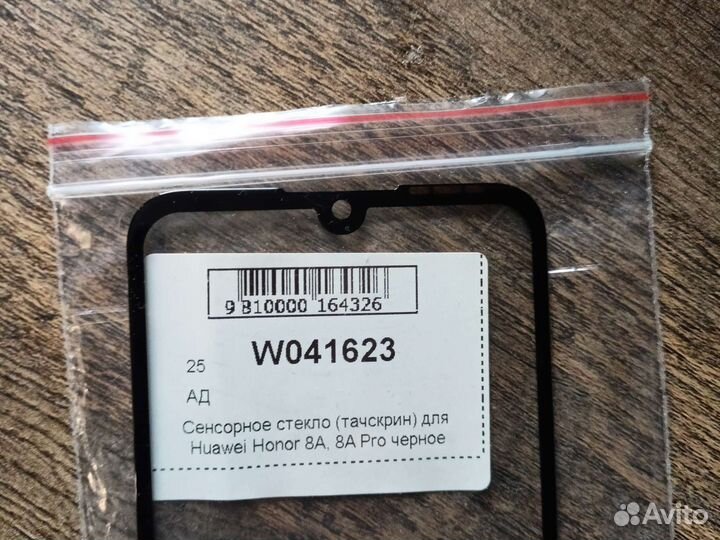 9 810000 164326
W041623
25
АД
Сенсорное стекло (тачскрин) для
Huawei Honor 8A, 8A Pro черное
Avito